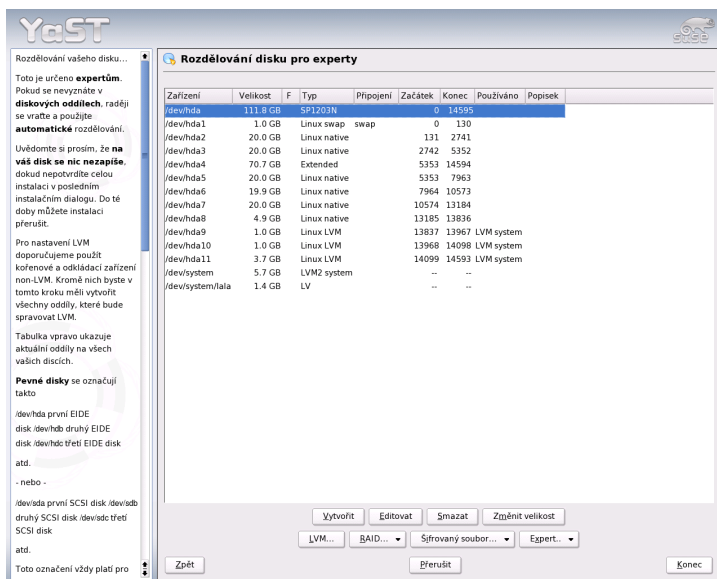 YaST
SUSE
Rozdělování vašeho disku...
Toto je určeno expertům.
Pokud se nevyznáte v
diskových oddílech, raději
se vraťte a použijte
automatické rozdělování.
Uvědomte si prosím, že na
váš disk se nic nezapíše,
dokud nepotvrdíte celou
instalaci v posledním
instalačním dialogu. Do té
doby můžete instalaci
přerušit.
Pro nastavení LVM
doporučujeme použít
kořenové a odkládací zařízení
non-LVM. Kromě nich byste v
tomto kroku měli vytvořit
všechny oddíly, které bude
spravovat LVM.
Tabulka vpravo ukazuje
aktuální oddíly na všech
vašich discích.
Pevné disky se označují
takto
/dev/hda první EIDE
disk /dev/hdb druhý EIDE
disk /dev/hdc třetí EIDE disk
atd.
- nebo -
/dev/sda první SCSI disk /dev/sdb
druhý SCSI disk /dev/sdc třetí
SCSI disk
atd.
Toto označení vždy platí pro
Rozdělování disku pro experty
Zařízení Velikost F Typ Připojení Začátek Konec Používáno Popisek
/dev/hda 111.8 GB SP1203N 0 14595
/dev/hda1 1.0 GB Linux swap swap 0 130
/dev/hda2 20.0 GB Linux native 131 2741
/dev/hda3 20.0 GB Linux native 2742 5352
/dev/hda4 70.7 GB Extended 5353 14594
/dev/hda5 20.0 GB Linux native 5353 7963
/dev/hda6 19.9 GB Linux native 7964 10573
/dev/hda7 20.0 GB Linux native 10574 13184
/dev/hda8 4.9 GB Linux native 13185 13836
/dev/hda9 1.0 GB Linux LVM 13837 13967 LVM system
/dev/hda10 1.0 GB Linux LVM 13968 14098 LVM system
/dev/hda11 3.7 GB Linux LVM 14099 14593 LVM system
/dev/system 5.7 GB LVM2 system -- --
/dev/system/lala 1.4 GB LV -- --
Vytvořit Editovat Smazat Změnit velikost
LVM... RAID... Šifrovaný soubor... Expert..
Zpět Přerušit Konec